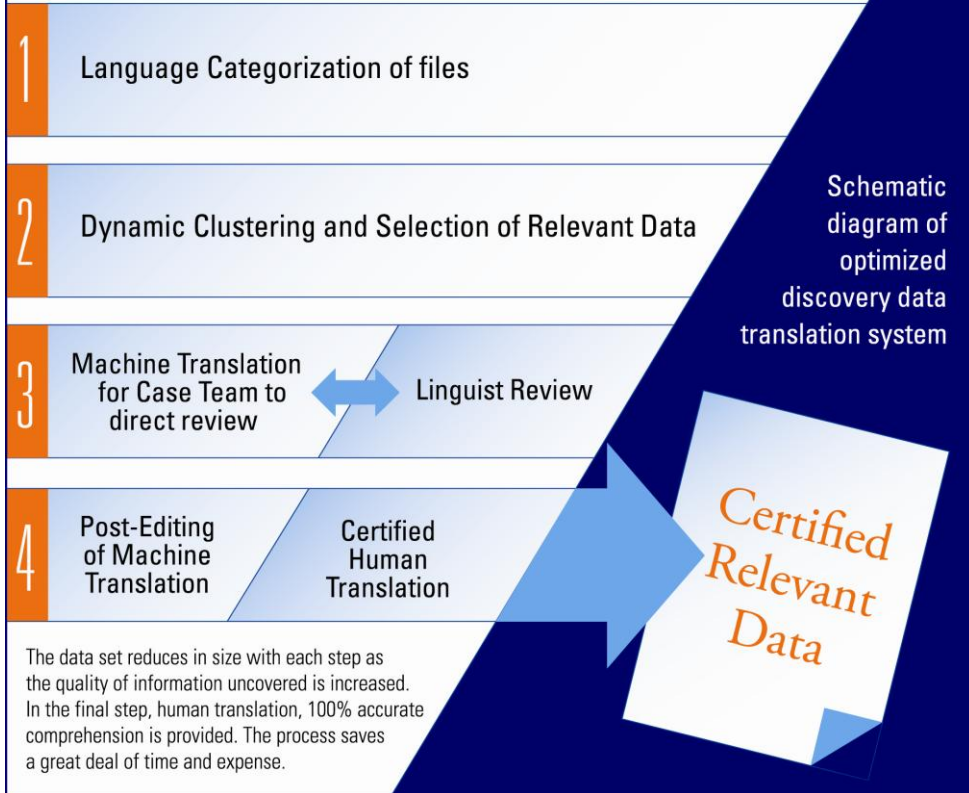 1
Language Categorization of files
2
Dynamic Clustering and Selection of Relevant Data
Schematic
diagram of
optimized
discovery data
translation system
3
Machine Translation
for Case Team to
direct review
Linguist Review
4
Post-Editing
of Machine
Translation
Certified
Human
Translation
Certified
Relevant
Data
The data set reduces in size with each step as
the quality of information uncovered is increased.
In the final step, human translation, 100% accurate
comprehension is provided. The process saves
a great deal of time and expense.